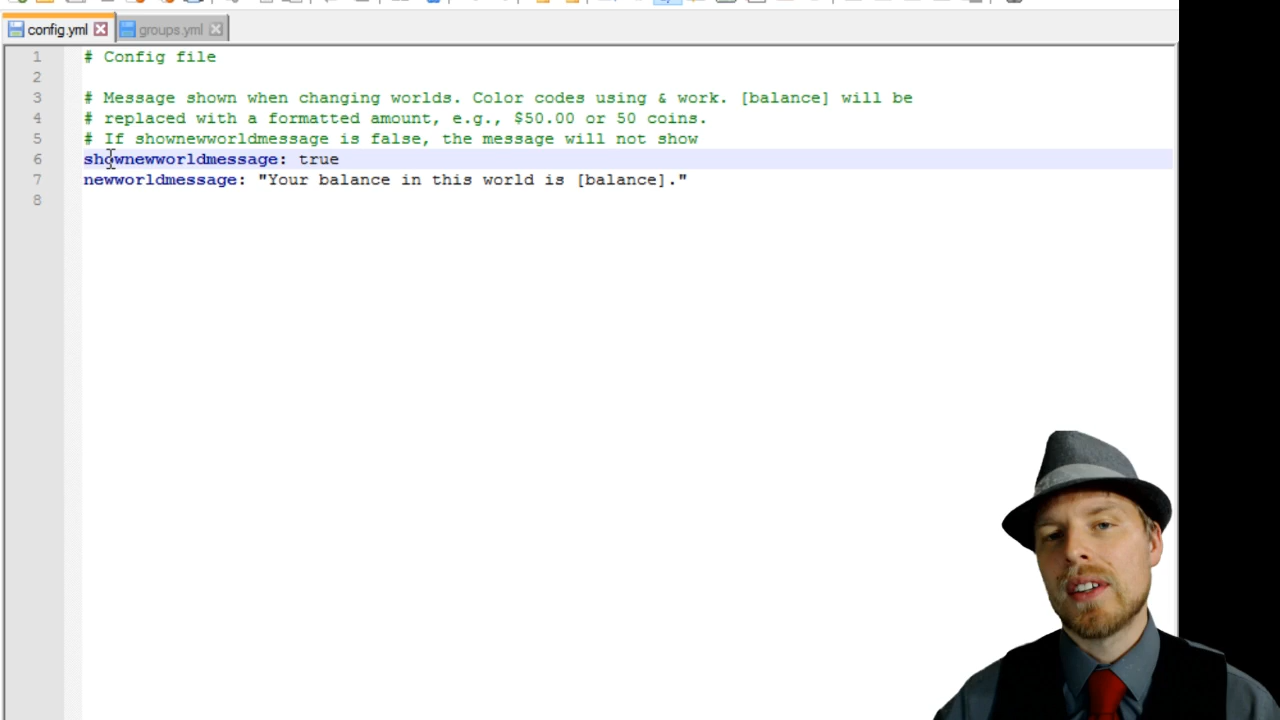 config.yml groups.yml
1 # Config file
2
3 # Message shown when changing worlds. Color codes using & work. [balance] will be
4 # replaced with a formatted amount, e.g., $50.00 or 50 coins.
5 # If shownewworldmessage is false, the message will not show
6 shownewworldmessage: true
7 newworldmessage: "Your balance in this world is [balance]."
8